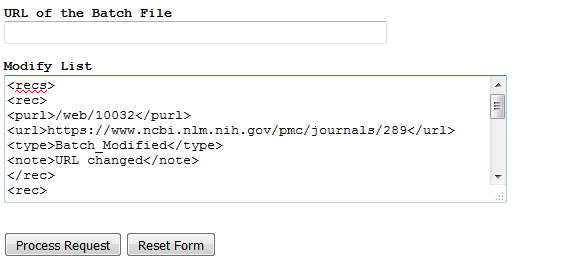 URL of the Batch File
Modify List
<recs>
<rec>
<purl>/web/10032</purl>
<url>https://www.ncbi.nlm.nih.gov/pmc/journals/289</url>
<type>Batch_Modified</type>
<note>URL changed</note>
</rec>
<rec>
Process Request Reset Form